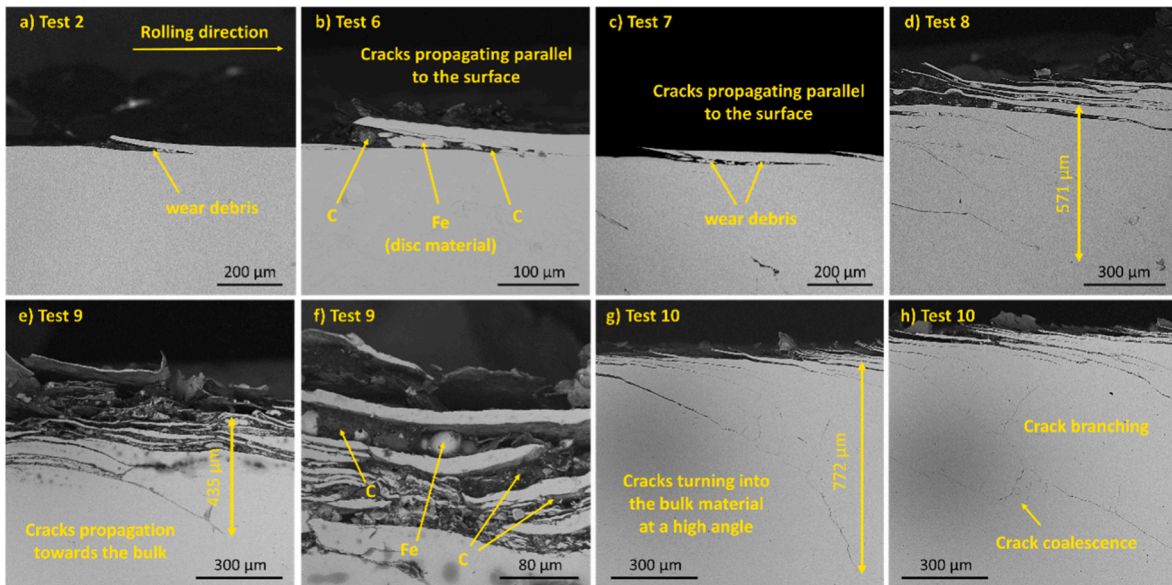 a) Test 2
Rolling direction
wear debris
200 μm
b) Test 6
Cracks propagating parallel
to the surface
C
Fe
(disc material)
C
100 μm
c) Test 7
Cracks propagating parallel
to the surface
wear debris
200 μm
d) Test 8
571 μm
300 μm
e) Test 9
435 μm
Cracks propagation
towards the bulk
300 μm
f) Test 9
C
Fe
C
80 μm
g) Test 10
Cracks turning into
the bulk material
at a high angle
772 μm
300 μm
h) Test 10
Crack branching
Crack coalescence
300 μm